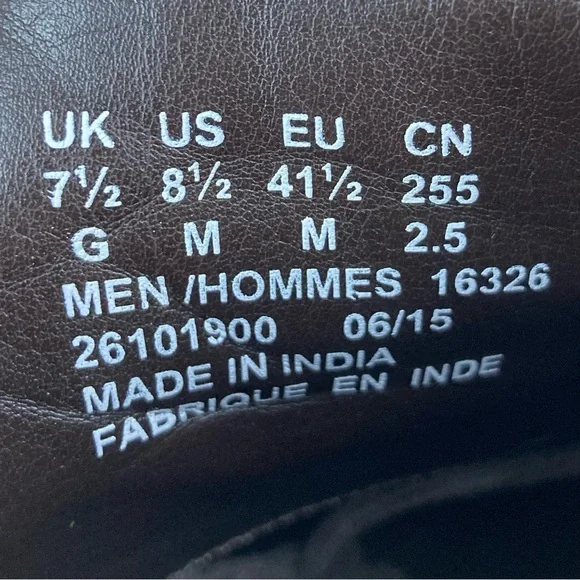 UK US EU CN
7½ 8½ 41½ 255
G M M 2.5
MEN /HOMMES 16326
26101900 06/15
MADE IN INDIA
FABRIQUE EN INDE